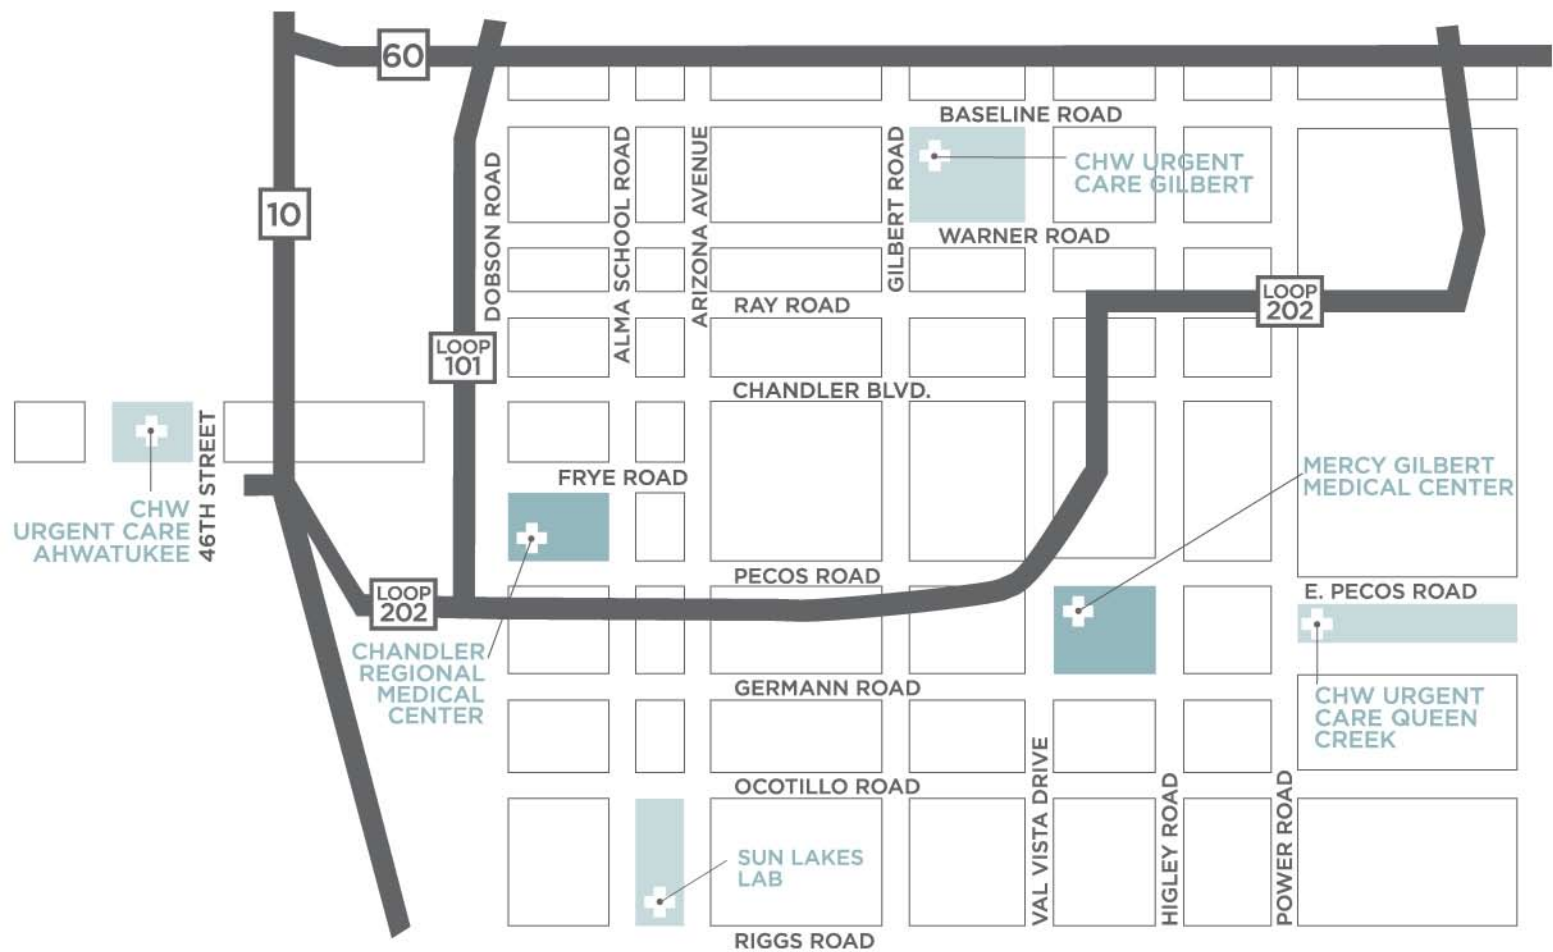 60
BASELINE ROAD
CHW URGENT
CARE GILBERT
10
DOBSON ROAD
ALMA SCHOOL ROAD
ARIZONA AVENUE
GILBERT ROAD
WARNER ROAD
RAY ROAD
LOOP
202
LOOP
101
CHANDLER BLVD.
46TH STREET
FRYE ROAD
MERCY GILBERT
MEDICAL CENTER
CHW
URGENT CARE
AHWATUKEE
PECOS ROAD
E. PECOS ROAD
LOOP
202
CHANDLER
REGIONAL
MEDICAL
CENTER
GERMANN ROAD
CHW URGENT
CARE QUEEN
CREEK
OCOTILLO ROAD
VAL VISTA DRIVE
HIGLEY ROAD
POWER ROAD
SUN LAKES
LAB
RIGGS ROAD